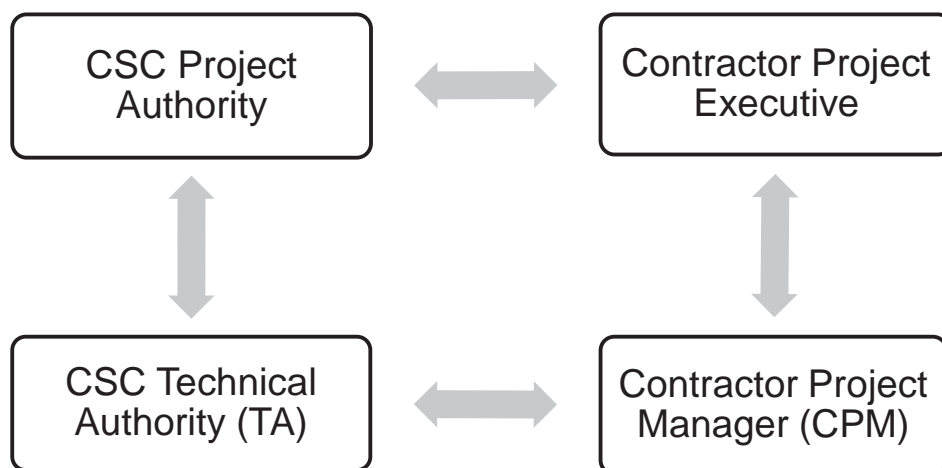 CSC Project
Authority
Contractor Project
Executive
CSC Technical
Authority (TA)
Contractor Project
Manager (CPM)